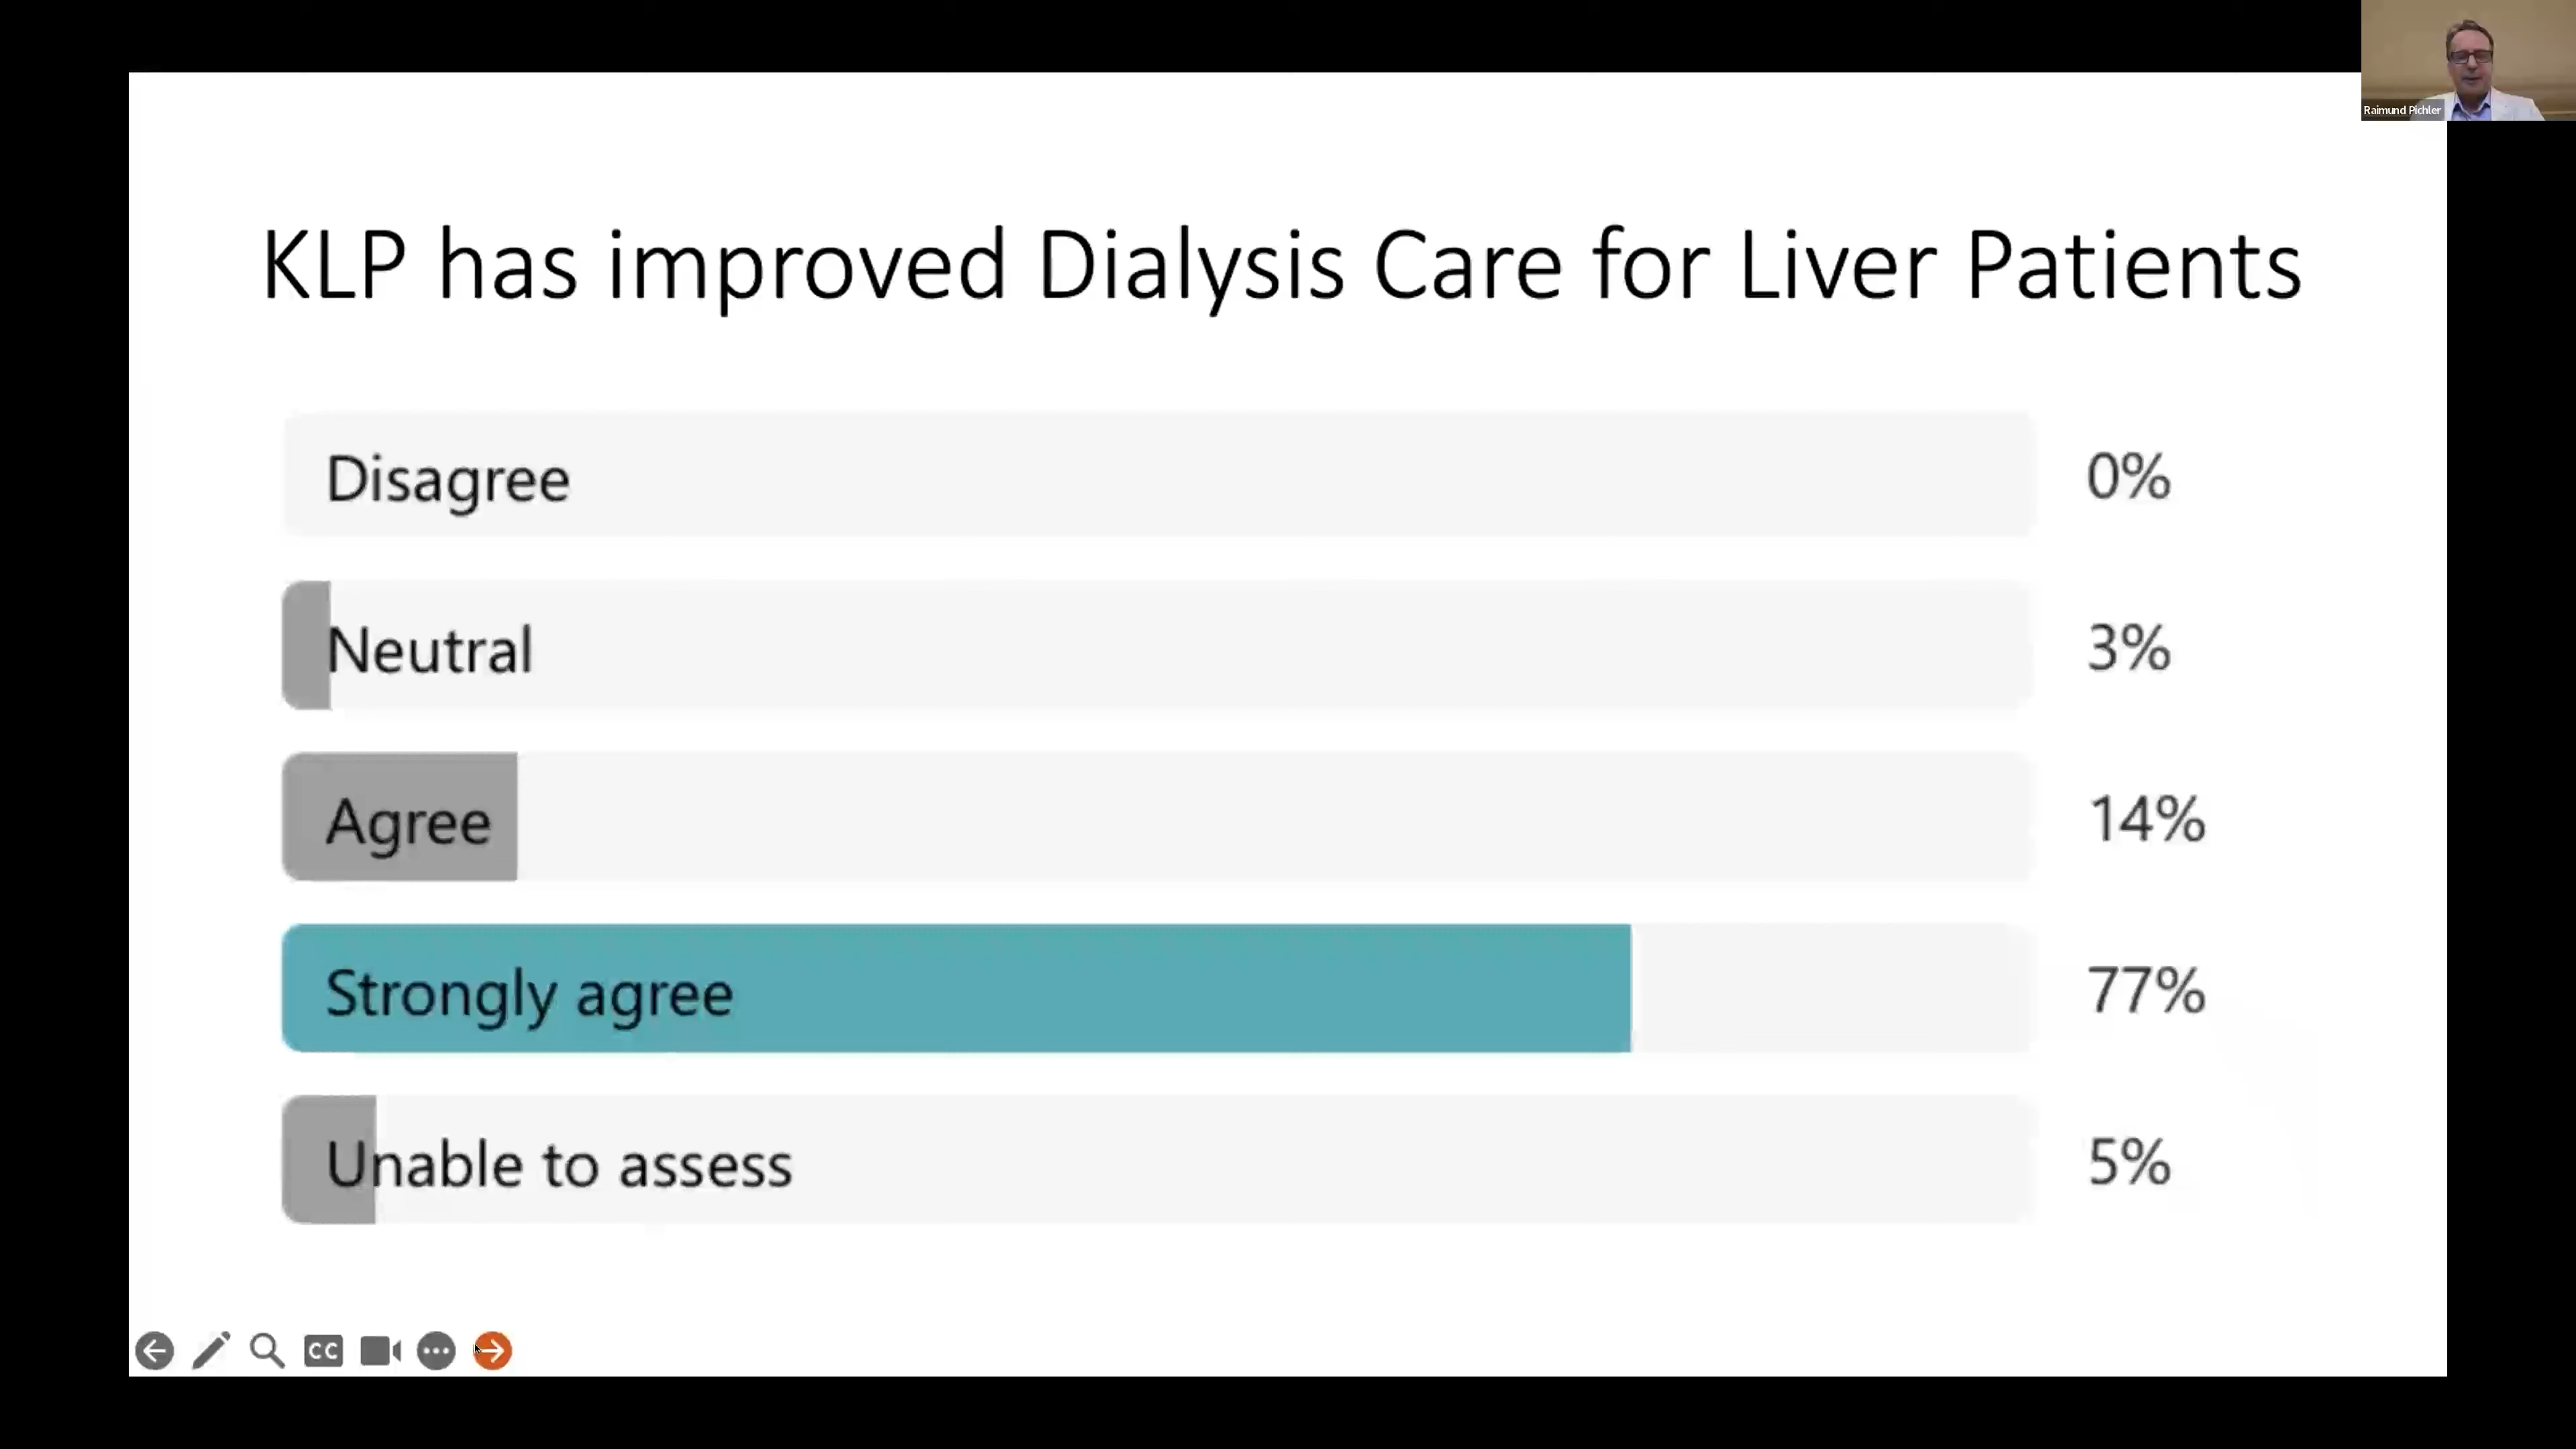 Raimund Pichler
KLP has improved Dialysis Care for Liver Patients
Disagree 0%
Neutral 3%
Agree 14%
Strongly agree 77%
Unable to assess 5%
CC